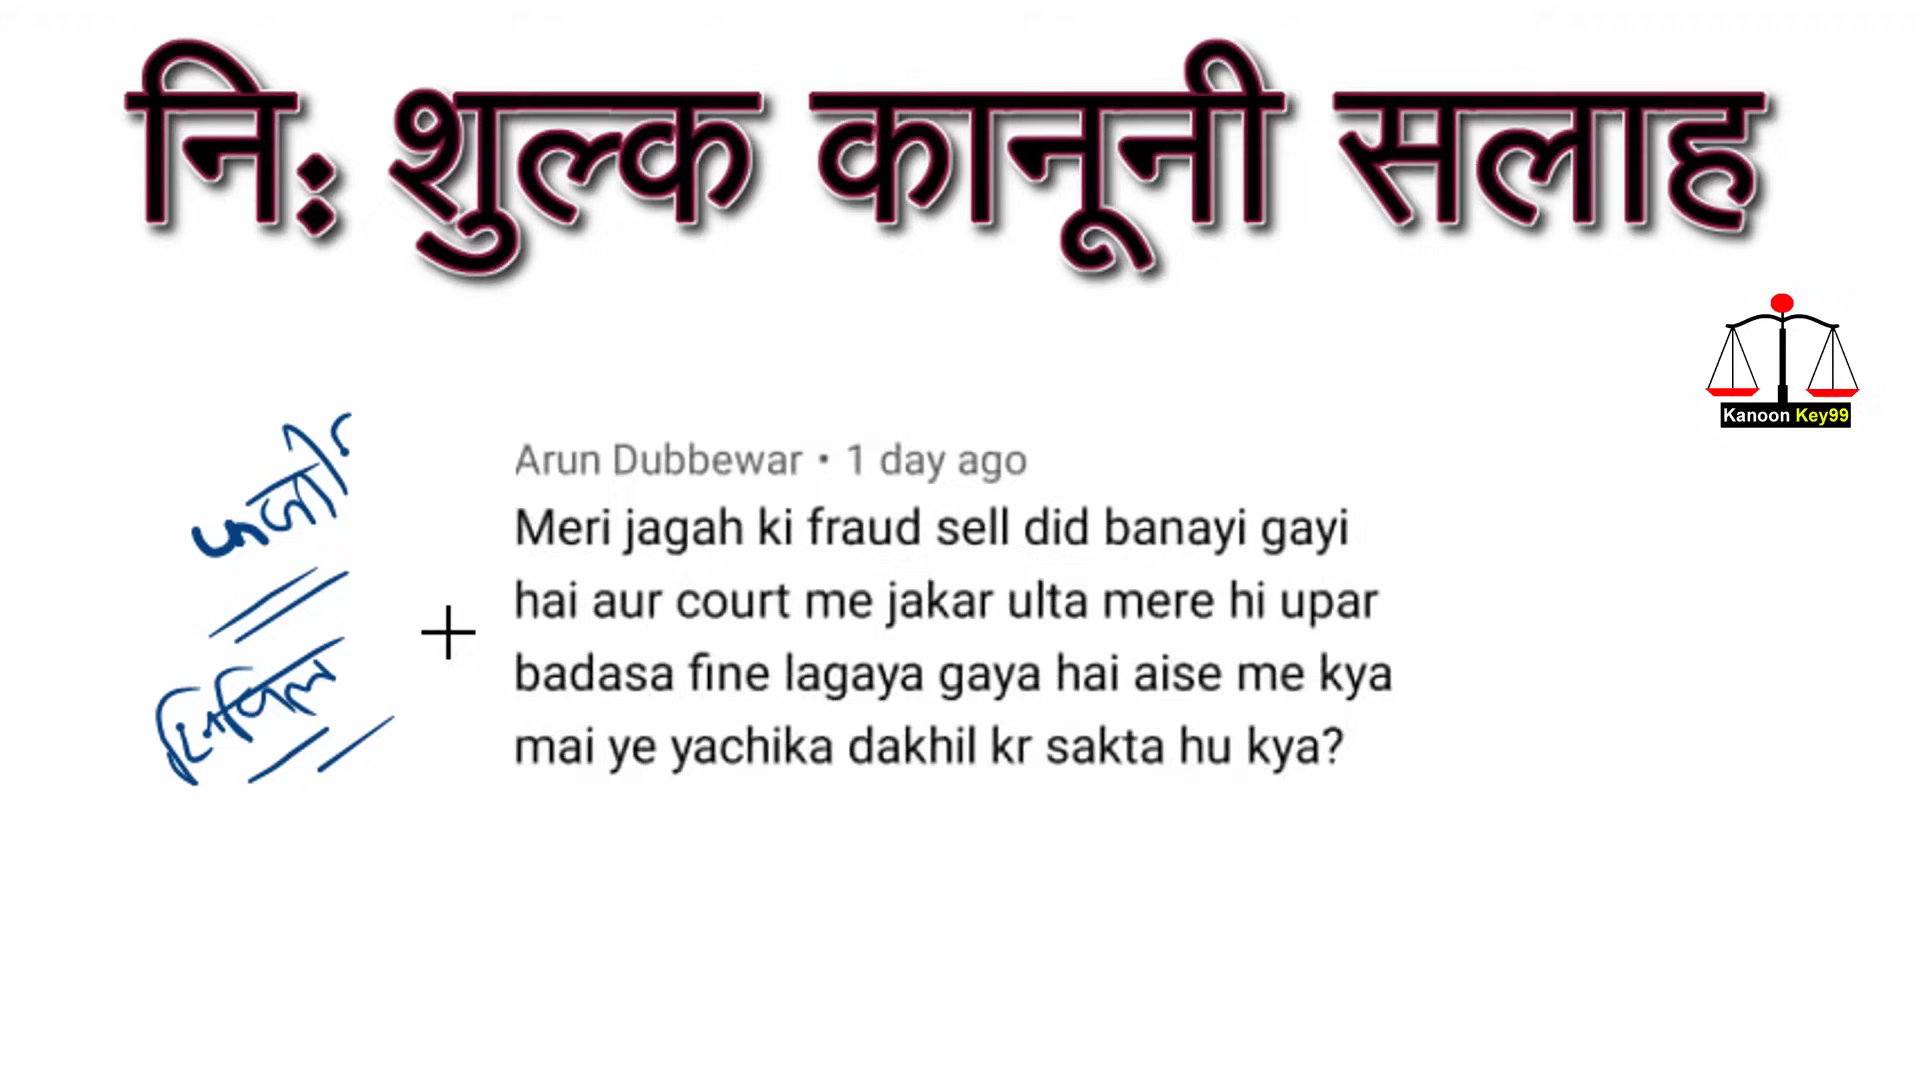 नि: शुल्क कानूनी सलाह
Kanoon Key99
Arun Dubbewar • 1 day ago
Meri jagah ki fraud sell did banayi gayi
hai aur court me jakar ulta mere hi upar
badasa fine lagaya gaya hai aise me kya
mai ye yachika dakhil kr sakta hu kya?